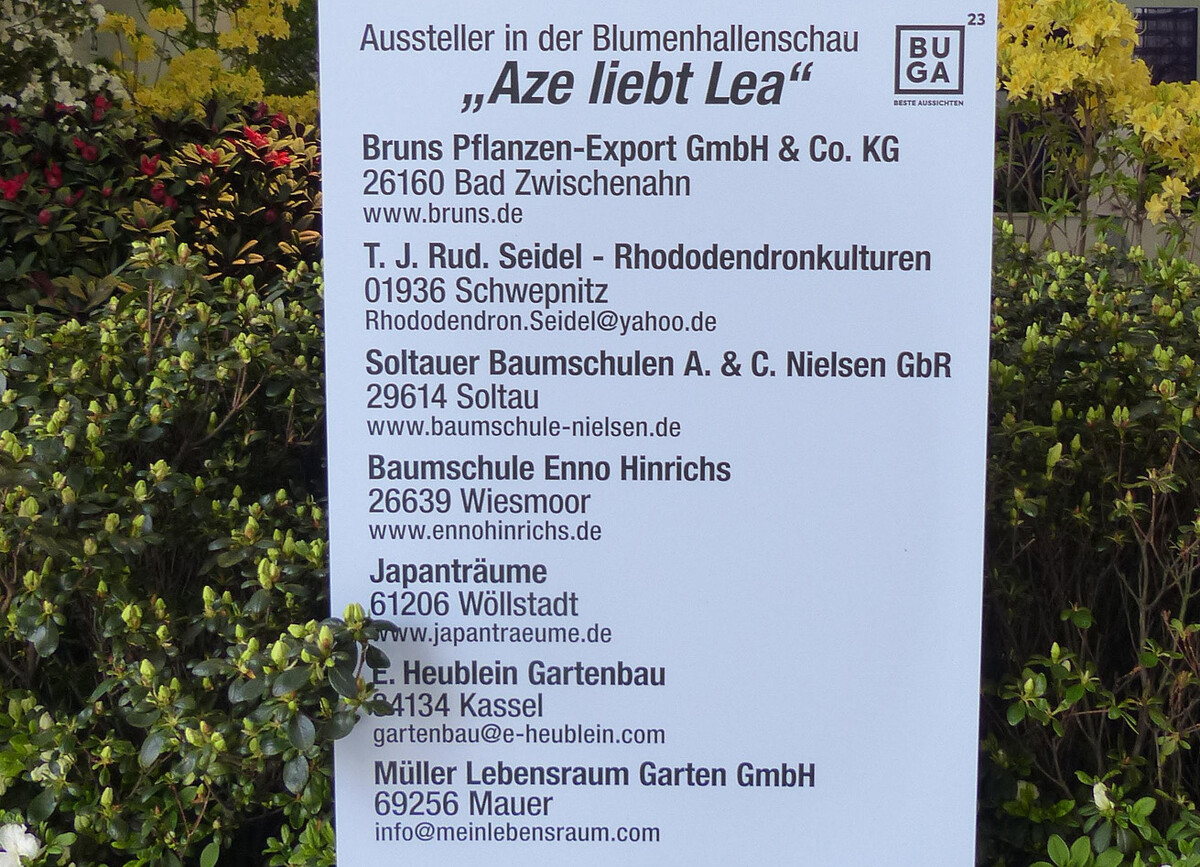 Aussteller in der Blumenhallenschau
„Aze liebt Lea“
BUGA 23
BESTE AUSSICHTEN
Bruns Pflanzen-Export GmbH & Co. KG
26160 Bad Zwischenahn
www.bruns.de
T. J. Rud. Seidel - Rhododendronkulturen
01936 Schwepnitz
Rhododendron.Seidel@yahoo.de
Soltauer Baumschulen A. & C. Nielsen GbR
29614 Soltau
www.baumschule-nielsen.de
Baumschule Enno Hinrichs
26639 Wiesmoor
www.ennohinrichs.de
Japanträume
61206 Wöllstadt
www.japantraeume.de
E. Heublein Gartenbau
34134 Kassel
gartenbau@e-heublein.com
Müller Lebensraum Garten GmbH
69256 Mauer
info@meinlebensraum.com